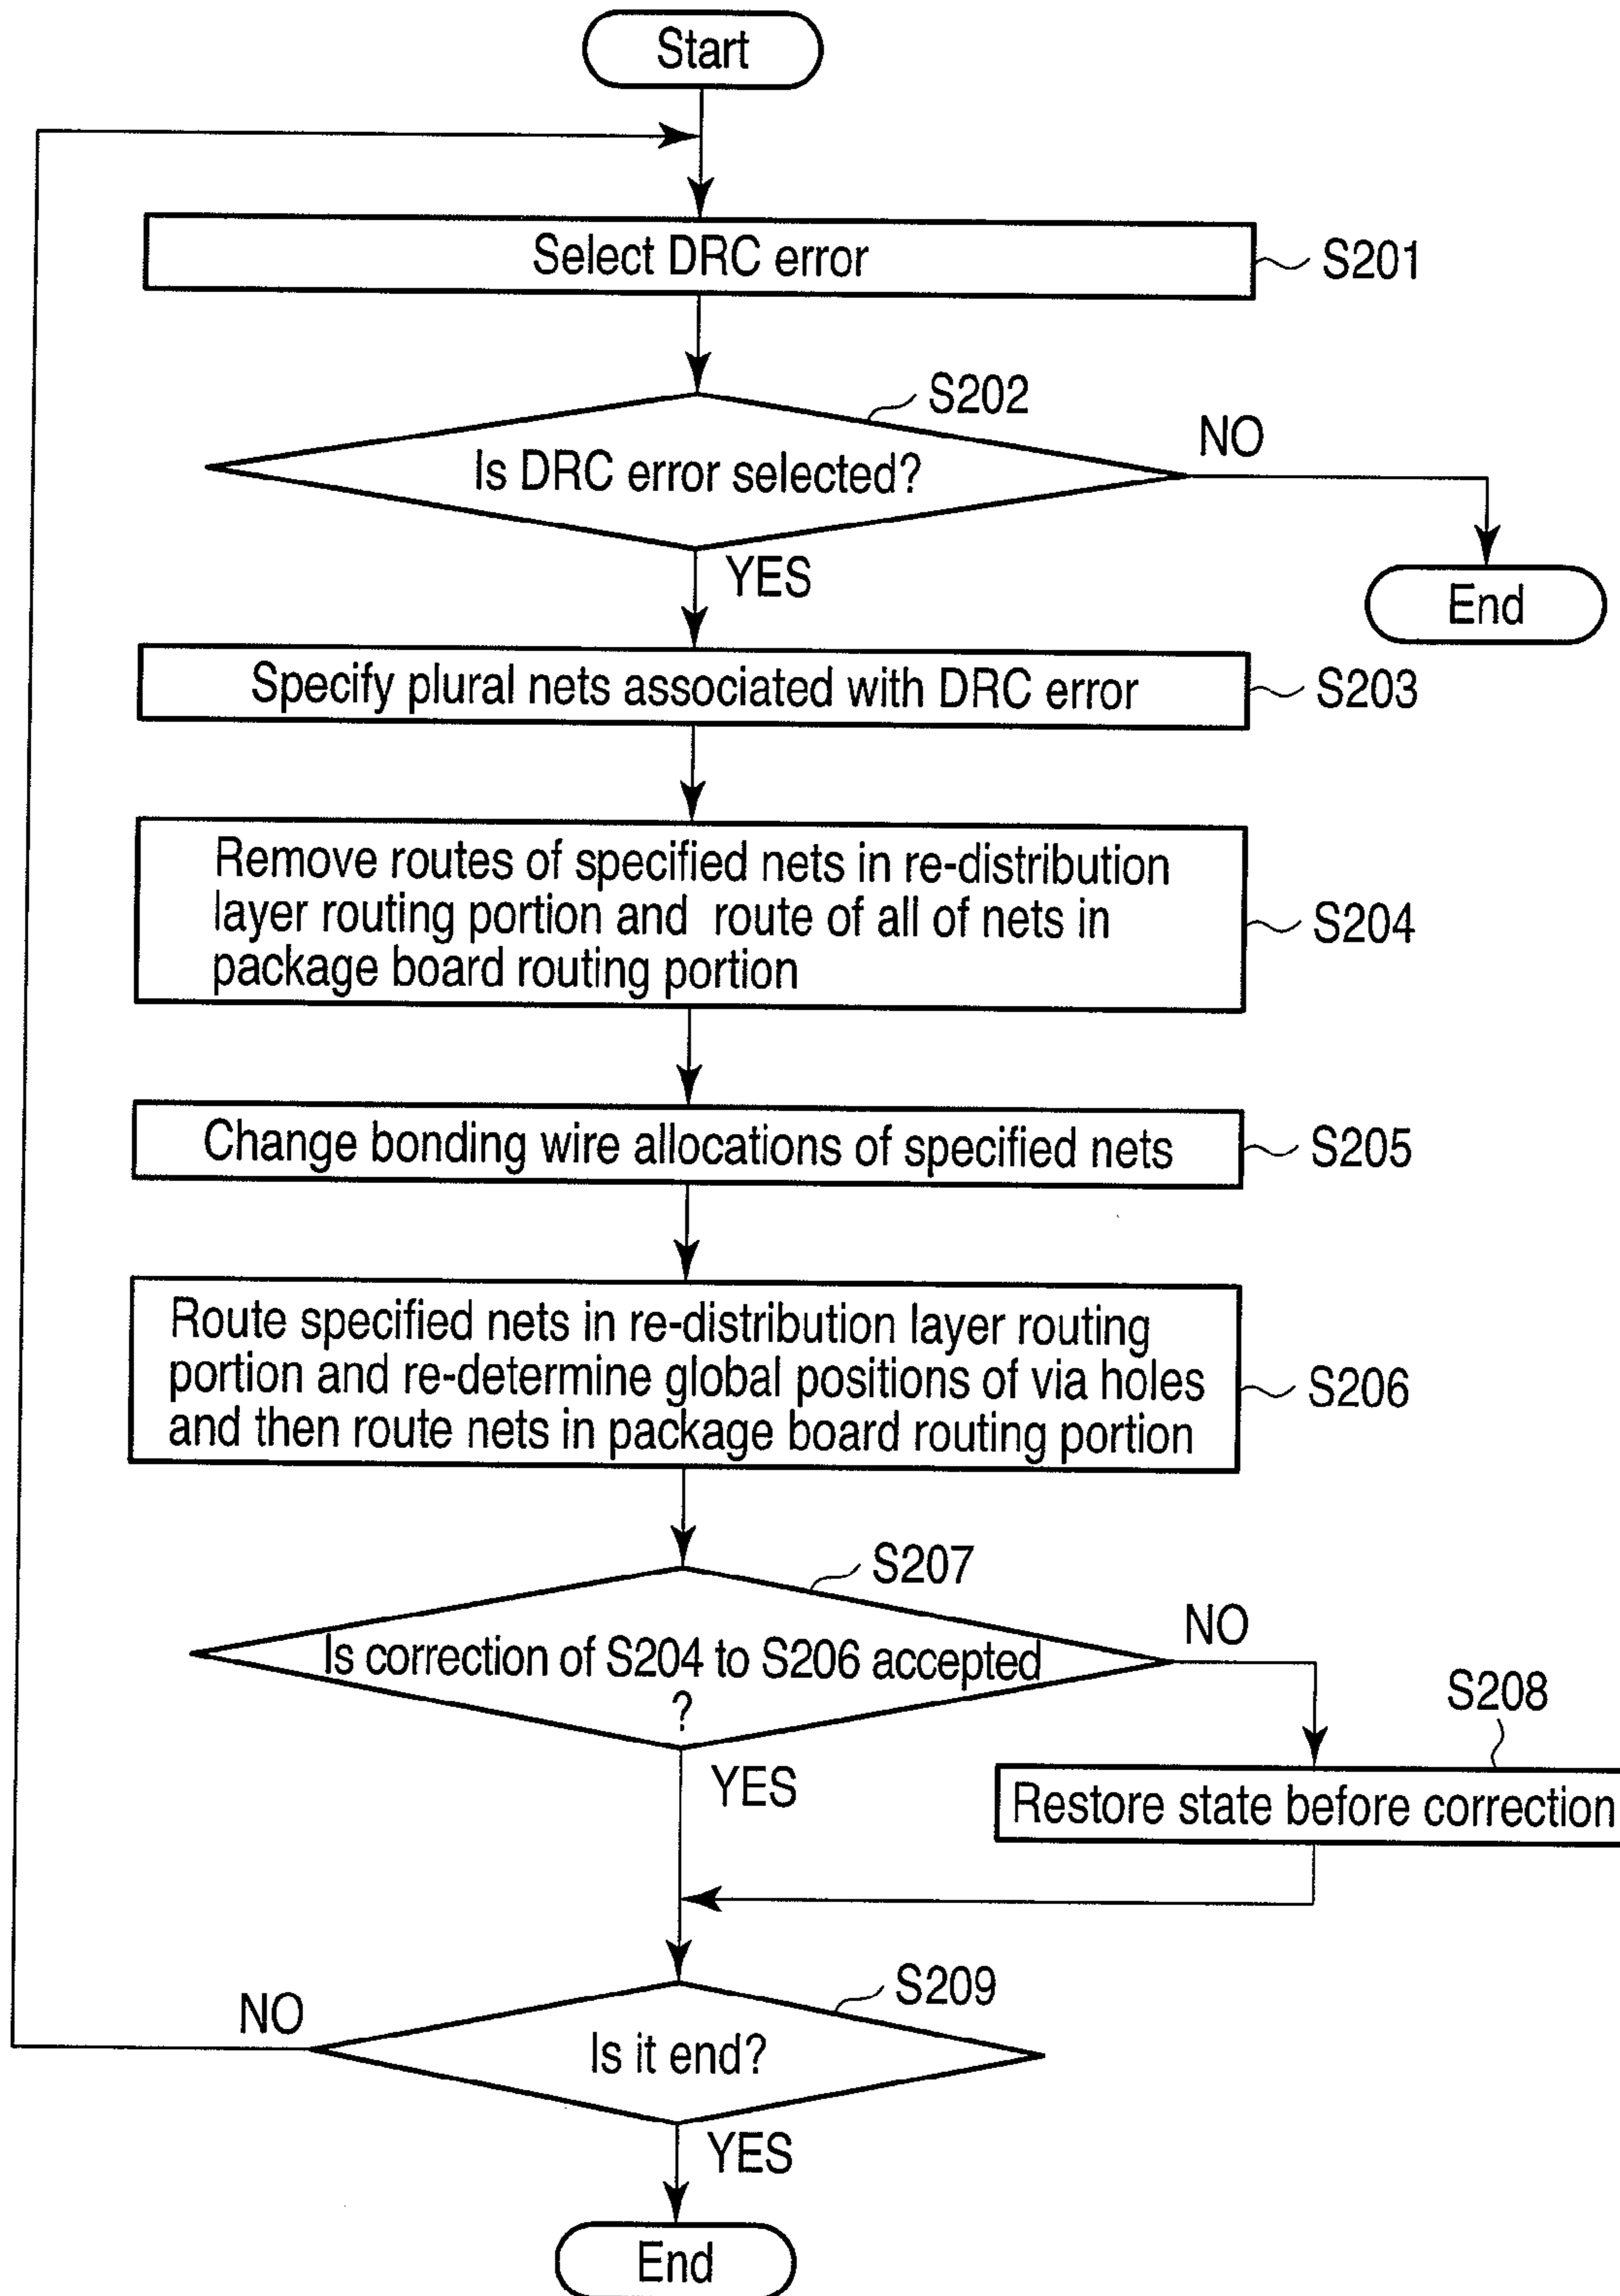 Start
Select DRC error
S201
S202
Is DRC error selected?
NO
YES
End
Specify plural nets associated with DRC error
S203
Remove routes of specified nets in re-distribution
layer routing portion and route of all of nets in
package board routing portion
S204
Change bonding wire allocations of specified nets
S205
Route specified nets in re-distribution layer routing
portion and re-determine global positions of via holes
and then route nets in package board routing portion
S206
S207
Is correction of S204 to S206 accepted
?
NO
YES
S208
Restore state before correction
S209
Is it end?
NO
YES
End